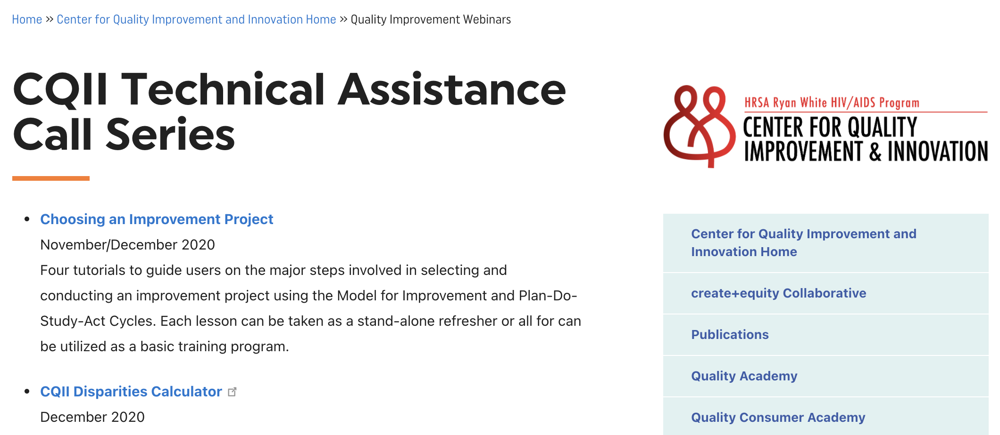 Home » Center for Quality Improvement and Innovation Home » Quality Improvement Webinars
CQII Technical Assistance
Call Series
HRSA Ryan White HIV/AIDS Program
CENTER FOR QUALITY
IMPROVEMENT & INNOVATION
• Choosing an Improvement Project
November/December 2020
Four tutorials to guide users on the major steps involved in selecting and
conducting an improvement project using the Model for Improvement and Plan-Do-
Study-Act Cycles. Each lesson can be taken as a stand-alone refresher or all for can
be utilized as a basic training program.
• CQII Disparities Calculator
December 2020
Center for Quality Improvement and
Innovation Home
create+equity Collaborative
Publications
Quality Academy
Quality Consumer Academy